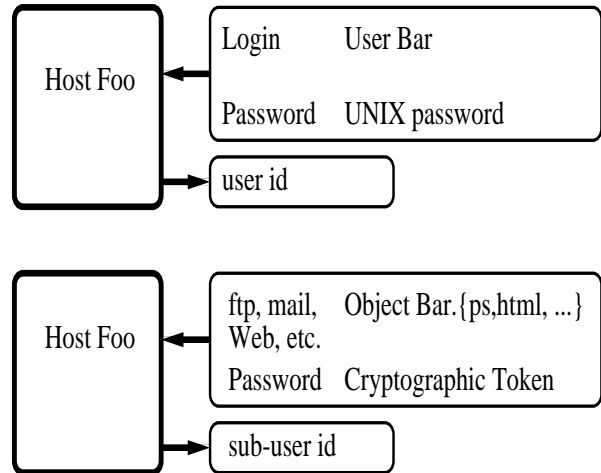 Login User Bar
Host Foo
Password UNIX password
user id
ftp, mail, Object Bar.{ps,html, ...}
Web, etc.
Host Foo
Password Cryptographic Token
sub-user id